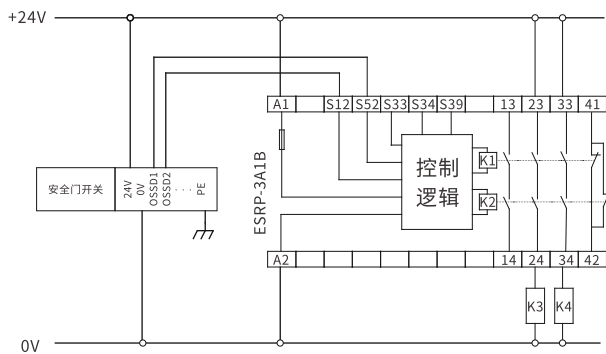 +24V
A1 S12 S52 S33 S34 S39 13 23 33 41
ESRP-3A1B
控制
逻辑
K1
K2
安全门开关
24V
0V
OSSD1
OSSD2
· · ·
PE
A2 14 24 34 42
K3 K4
0V